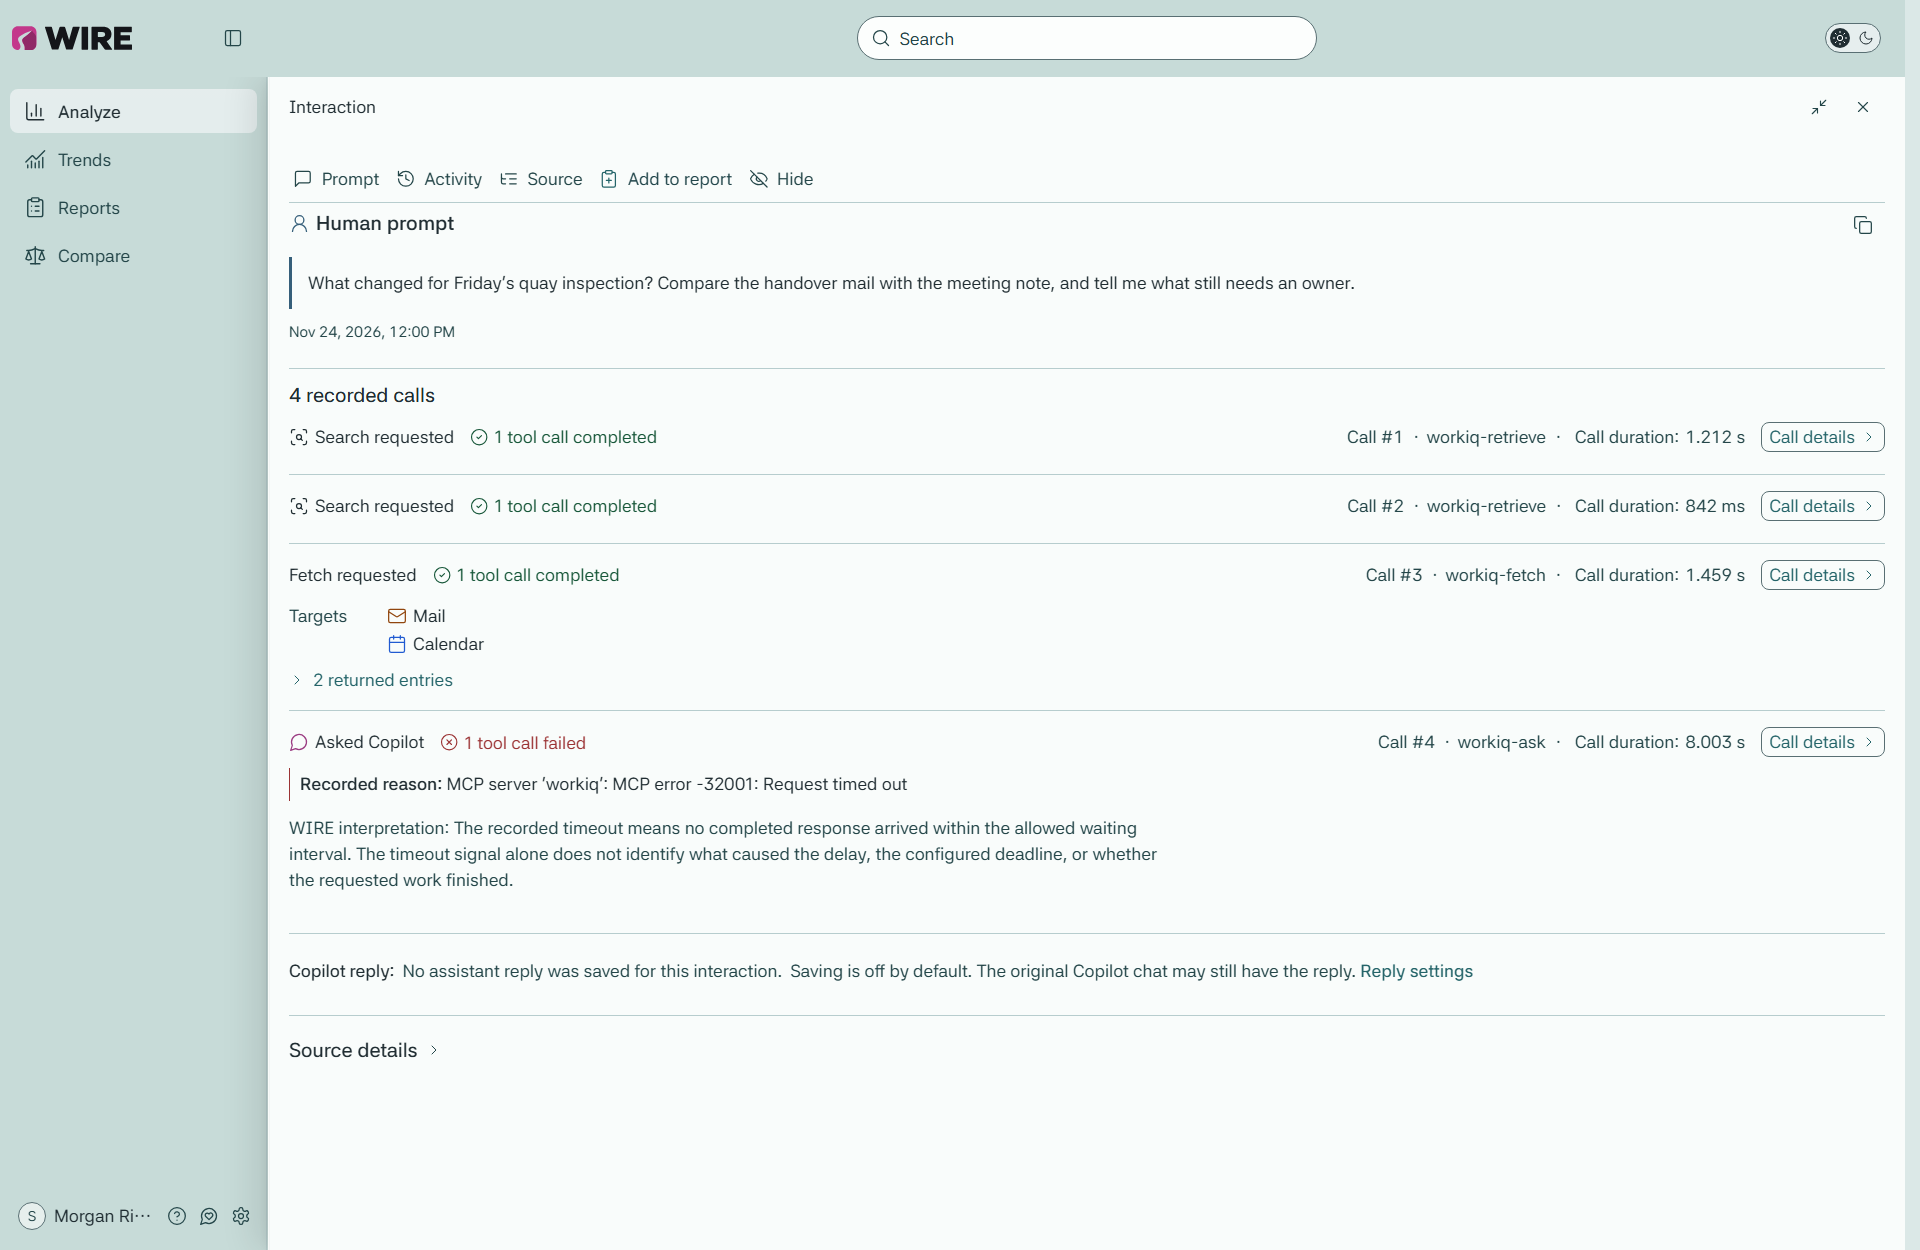 WIRE
Search
Analyze
Trends
Reports
Compare
Interaction
Prompt Activity Source Add to report Hide
Human prompt
What changed for Friday’s quay inspection? Compare the handover mail with the meeting note, and tell me what still needs an owner.
Nov 24, 2026, 12:00 PM
4 recorded calls
Search requested 1 tool call completed Call #1 · workiq-retrieve · Call duration: 1.212 s Call details
Search requested 1 tool call completed Call #2 · workiq-retrieve · Call duration: 842 ms Call details
Fetch requested 1 tool call completed Call #3 · workiq-fetch · Call duration: 1.459 s Call details
Targets Mail
Calendar
2 returned entries
Asked Copilot 1 tool call failed Call #4 · workiq-ask · Call duration: 8.003 s Call details
Recorded reason: MCP server 'workiq': MCP error -32001: Request timed out
WIRE interpretation: The recorded timeout means no completed response arrived within the allowed waiting
interval. The timeout signal alone does not identify what caused the delay, the configured deadline, or whether
the requested work finished.
Copilot reply: No assistant reply was saved for this interaction. Saving is off by default. The original Copilot chat may still have the reply. Reply settings
Source details
S Morgan Ri···